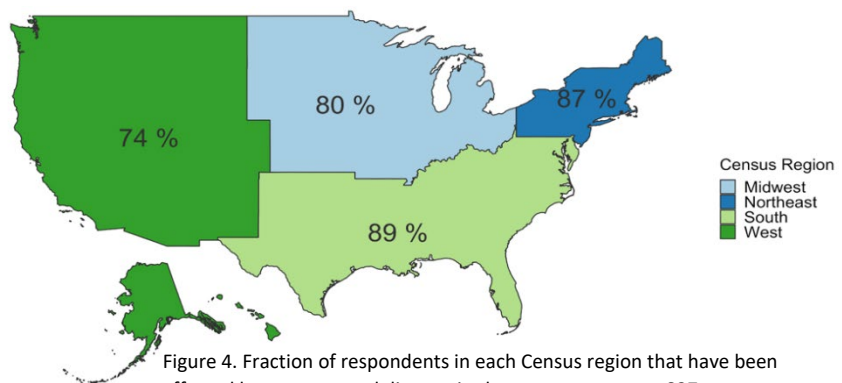 80 %
87 %
74 %
89 %
Census Region
Midwest
Northeast
South
West
Figure 4. Fraction of respondents in each Census region that have been